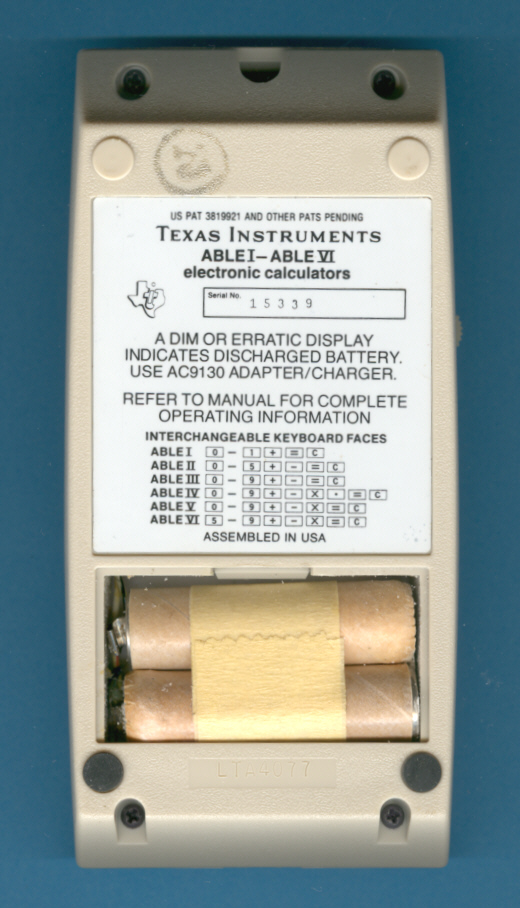 US PAT 3819921 AND OTHER PATS PENDING
TEXAS INSTRUMENTS
ABLE I – ABLE VI
electronic calculators
Serial No. 15339
A DIM OR ERRATIC DISPLAY
INDICATES DISCHARGED BATTERY.
USE AC9130 ADAPTER/CHARGER.
REFER TO MANUAL FOR COMPLETE
OPERATING INFORMATION
INTERCHANGEABLE KEYBOARD FACES
ABLE I 0 – 1 + = C
ABLE II 0 – 5 + – = C
ABLE III 0 – 9 + – = C
ABLE IV 0 – 9 + – X · = C
ABLE V 0 – 9 + – X = C
ABLE VI 5 – 9 + – X = C
ASSEMBLED IN USA